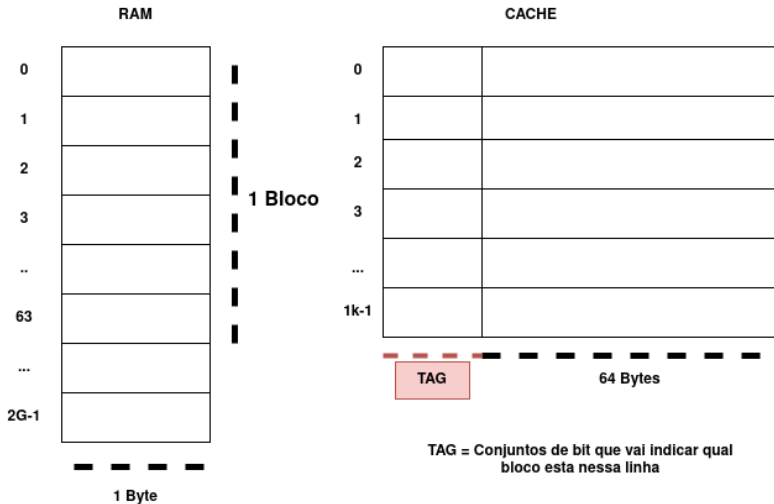 RAM
0
1
2
3
..
63
...
2G-1
1 Bloco
1 Byte
CACHE
0
1
2
3
...
1k-1
TAG
64 Bytes
TAG = Conjuntos de bit que vai indicar qual
bloco esta nessa linha